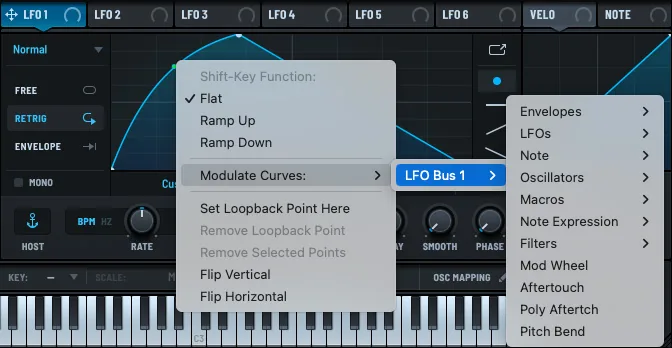 LFO 1
LFO 2
LFO 3
LFO 4
LFO 5
LFO 6
VELO
NOTE
Normal
FREE
RETRIG
ENVELOPE
MONO
Shift-Key Function:
Flat
Ramp Up
Ramp Down
Modulate Curves:
Set Loopback Point Here
Remove Loopback Point
Remove Selected Points
Flip Vertical
Flip Horizontal
LFO Bus 1
Envelopes
LFOs
Note
Oscillators
Macros
Note Expression
Filters
Mod Wheel
Aftertouch
Poly Aftertch
Pitch Bend
HOST
BPM HZ
RATE
SMOOTH
PHASE
KEY: –
SCALE:
OSC MAPPING
C3